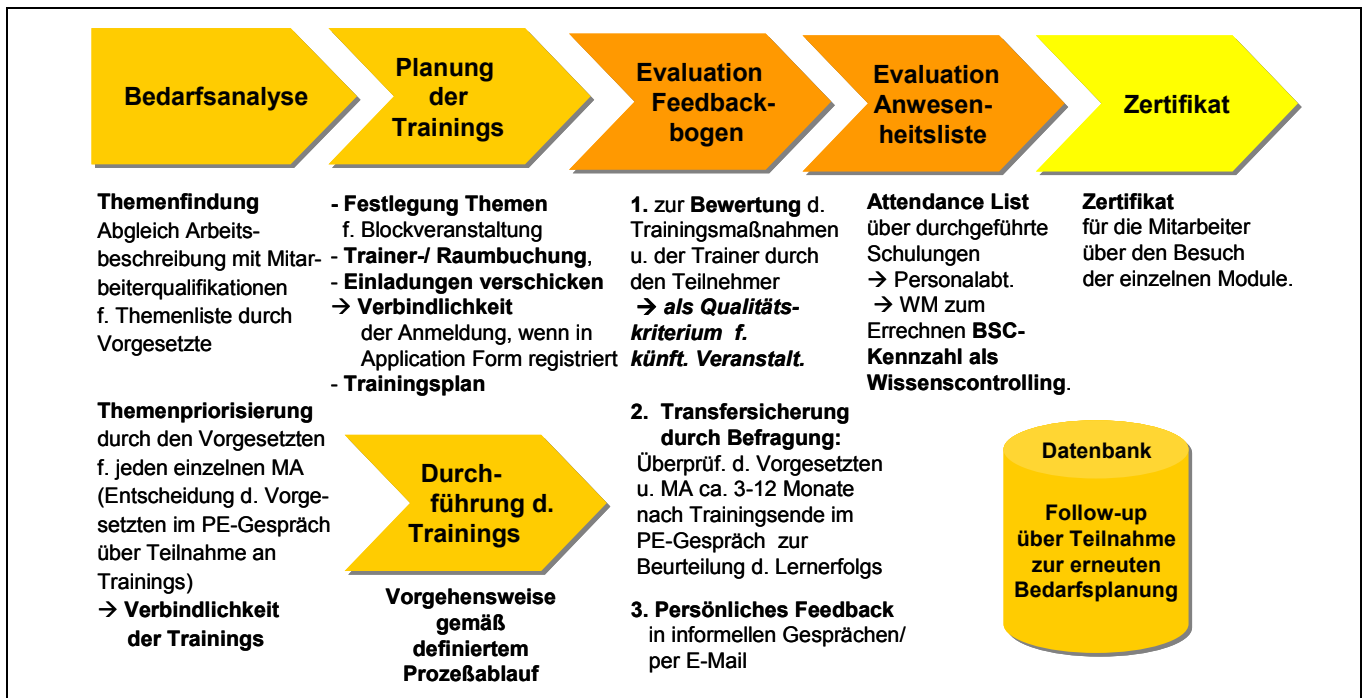 Bedarfsanalyse
Planung
der
Trainings
Evaluation
Feedback-
bogen
Evaluation
Anwesen-
heitsliste
Zertifikat
Themenfindung
Abgleich Arbeits-
beschreibung mit Mitar-
beiterqualifikationen
f. Themenliste durch
Vorgesetzte
Themenpriorisierung
durch den Vorgesetzten
f. jeden einzelnen MA
(Entscheidung d. Vorge-
setzten im PE-Gespräch
über Teilnahme an
Trainings)
→ Verbindlichkeit
der Trainings
- Festlegung Themen
f. Blockveranstaltung
- Trainer-/ Raumbuchung,
- Einladungen verschicken
→ Verbindlichkeit
der Anmeldung, wenn in
Application Form registriert
- Trainingsplan
Durch-
führung d.
Trainings
Vorgehensweise
gemäß
definiertem
Prozeßablauf
1. zur Bewertung d.
Trainingsmaßnahmen
u. der Trainer durch
den Teilnehmer
→ als Qualitäts-
kriterium f.
künft. Veranstalt.
2. Transfersicherung
durch Befragung:
Überprüf. d. Vorgesetzten
u. MA ca. 3-12 Monate
nach Trainingsende im
PE-Gespräch zur
Beurteilung d. Lernerfolgs
3. Persönliches Feedback
in informellen Gesprächen/
per E-Mail
Attendance List
über durchgeführte
Schulungen
→ Personalabt.
→ WM zum
Errechnen BSC-
Kennzahl als
Wissenscontrolling.
Zertifikat
für die Mitarbeiter
über den Besuch
der einzelnen Module.
Datenbank
Follow-up
über Teilnahme
zur erneuten
Bedarfsplanung